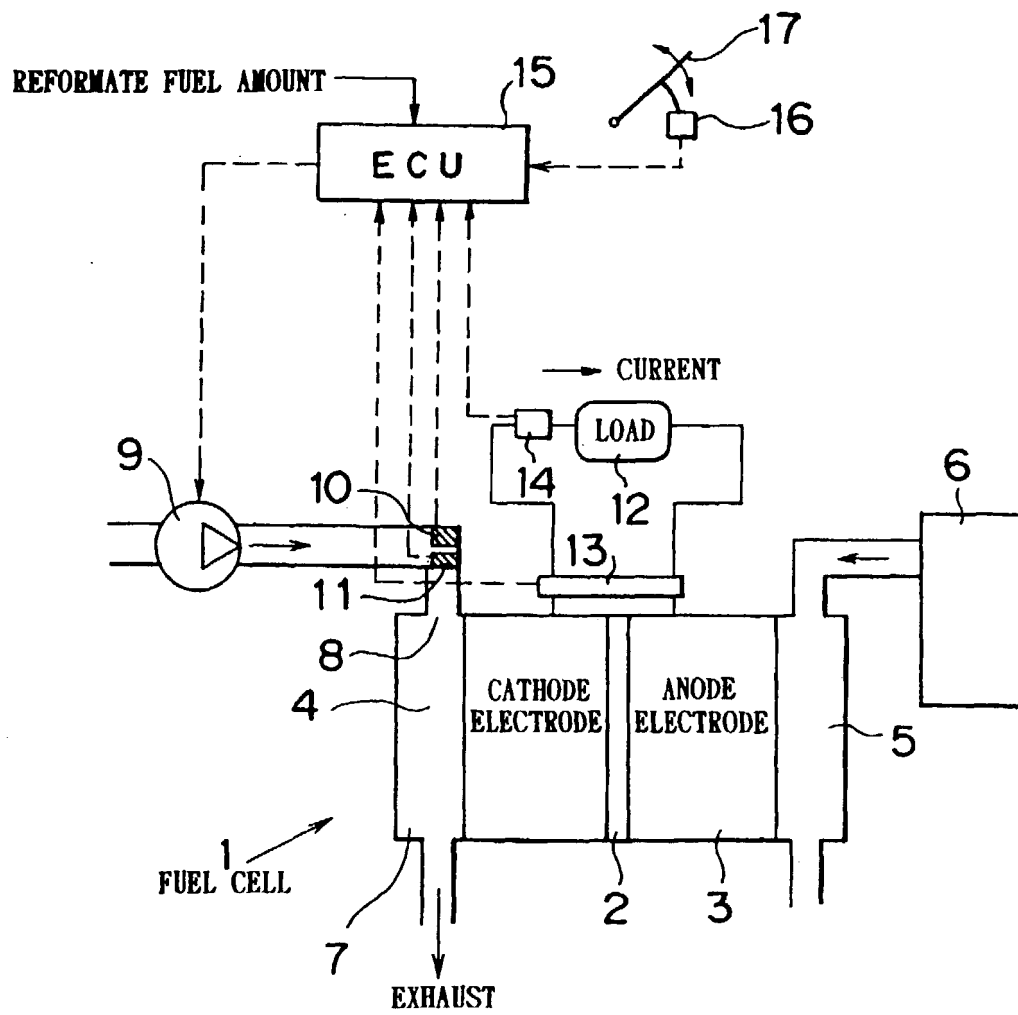 17
REFORMATE FUEL AMOUNT
15
16
ECU
CURRENT
LOAD
9
14
12
6
10
13
11
8
4
CATHODE
ELECTRODE
ANODE
ELECTRODE
5
1
FUEL CELL
2
3
7
EXHAUST